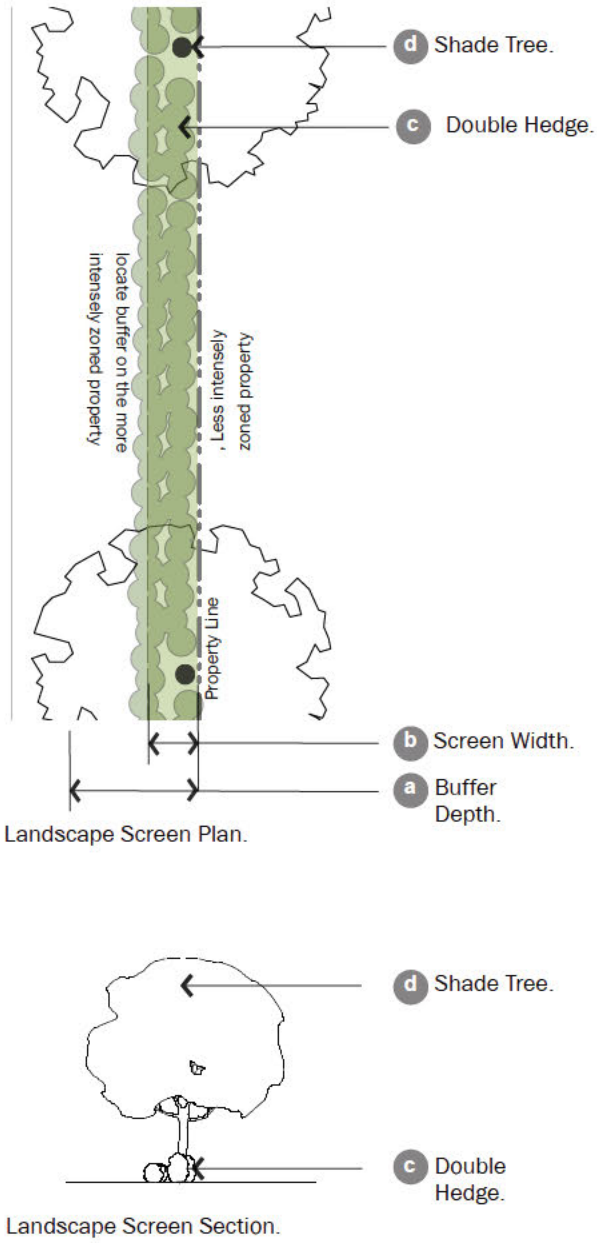 d Shade Tree.
c Double Hedge.
locate buffer on the more
intensely zoned property
, Less intensely
zoned property
Property Line
b Screen Width.
a Buffer
Depth.
Landscape Screen Plan.
d Shade Tree.
c Double
Hedge.
Landscape Screen Section.